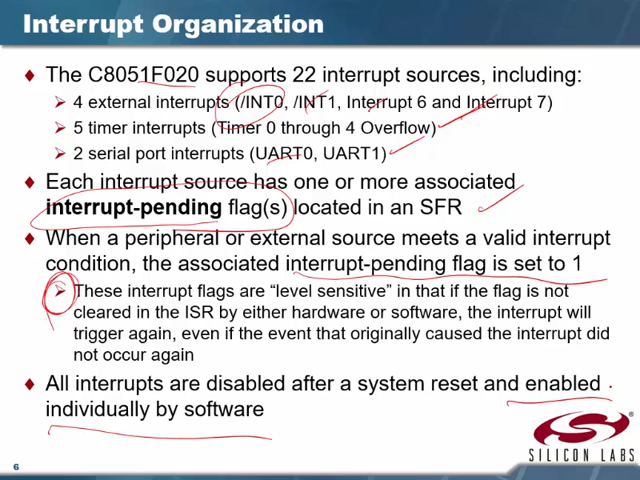 Interrupt Organization
♦ The C8051F020 supports 22 interrupt sources, including:
➢ 4 external interrupts (/INT0, /INT1, Interrupt 6 and Interrupt 7)
➢ 5 timer interrupts (Timer 0 through 4 Overflow)
➢ 2 serial port interrupts (UART0, UART1)
♦ Each interrupt source has one or more associated
interrupt-pending flag(s) located in an SFR
♦ When a peripheral or external source meets a valid interrupt
condition, the associated interrupt-pending flag is set to 1
➢ These interrupt flags are “level sensitive” in that if the flag is not
cleared in the ISR by either hardware or software, the interrupt will
trigger again, even if the event that originally caused the interrupt did
not occur again
♦ All interrupts are disabled after a system reset and enabled
individually by software
SILICON LABS
6